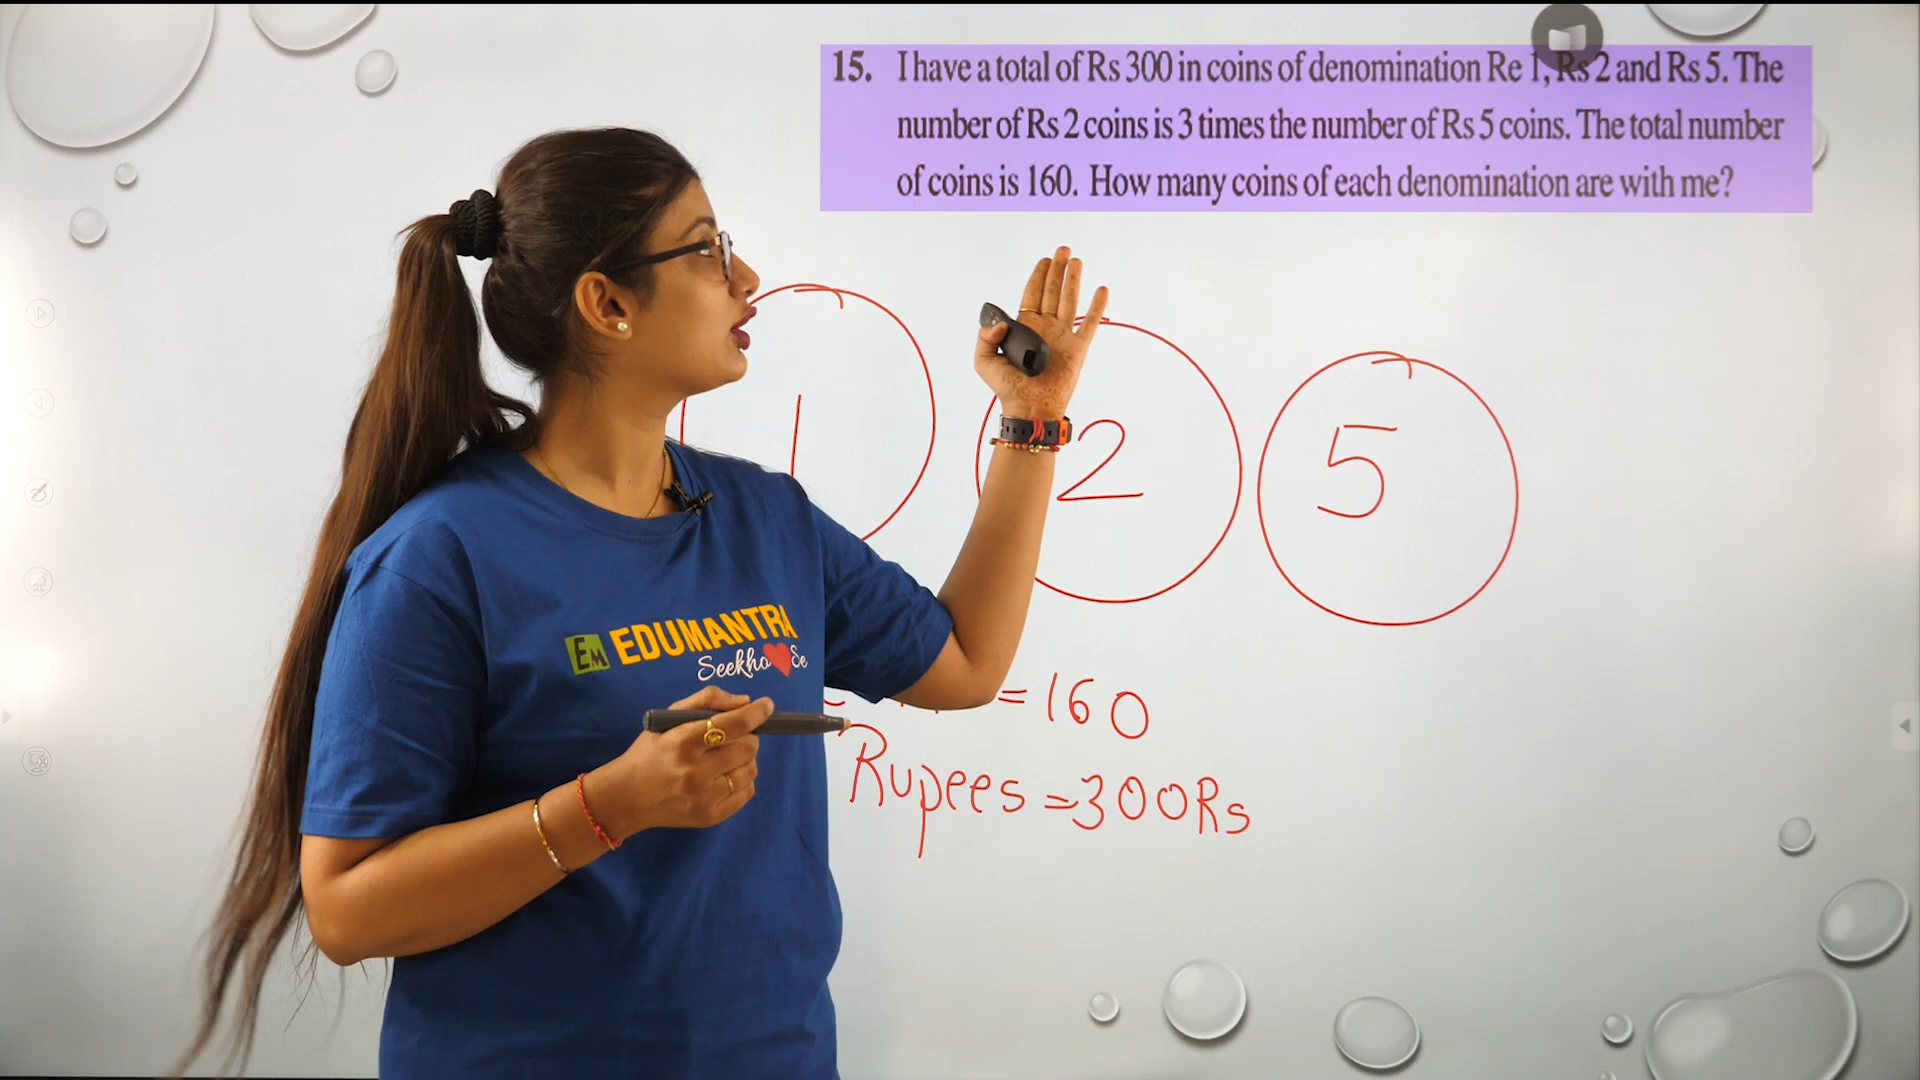 15. I have a total of Rs 300 in coins of denomination Re 1, Rs 2 and Rs 5. The
number of Rs 2 coins is 3 times the number of Rs 5 coins. The total number
of coins is 160. How many coins of each denomination are with me?
1 2 5
EM EDUMANTRA
Seekho Se
= 160
Rupees = 300Rs